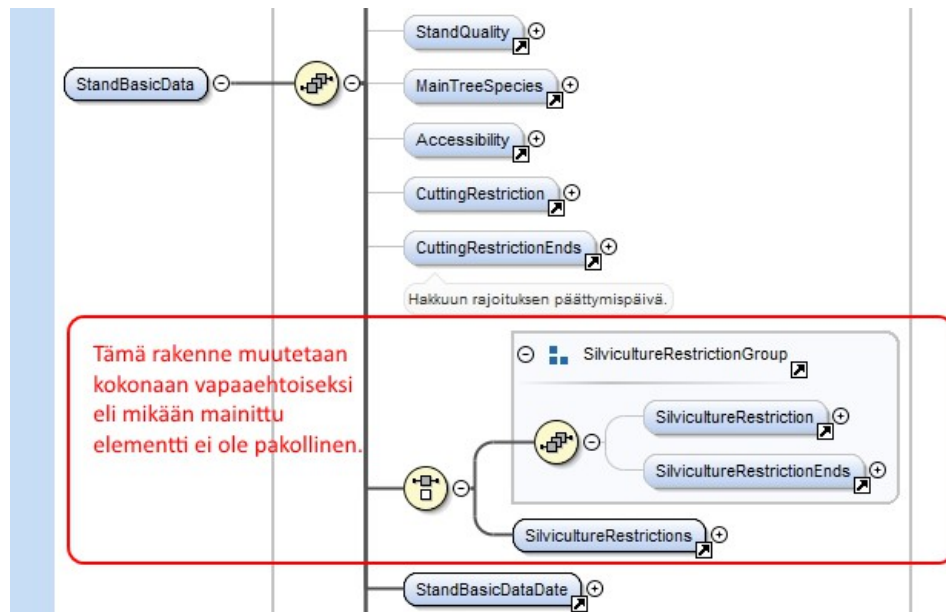 StandQuality
StandBasicData
MainTreeSpecies
Accessibility
CuttingRestriction
CuttingRestrictionEnds
Hakkuun rajoituksen päättymispäivä.
Tämä rakenne muutetaan
kokonaan vapaaehtoiseksi
eli mikään mainittu
elementti ei ole pakollinen.
SilvicultureRestrictionGroup
SilvicultureRestriction
SilvicultureRestrictionEnds
SilvicultureRestrictions
StandBasicDataDate